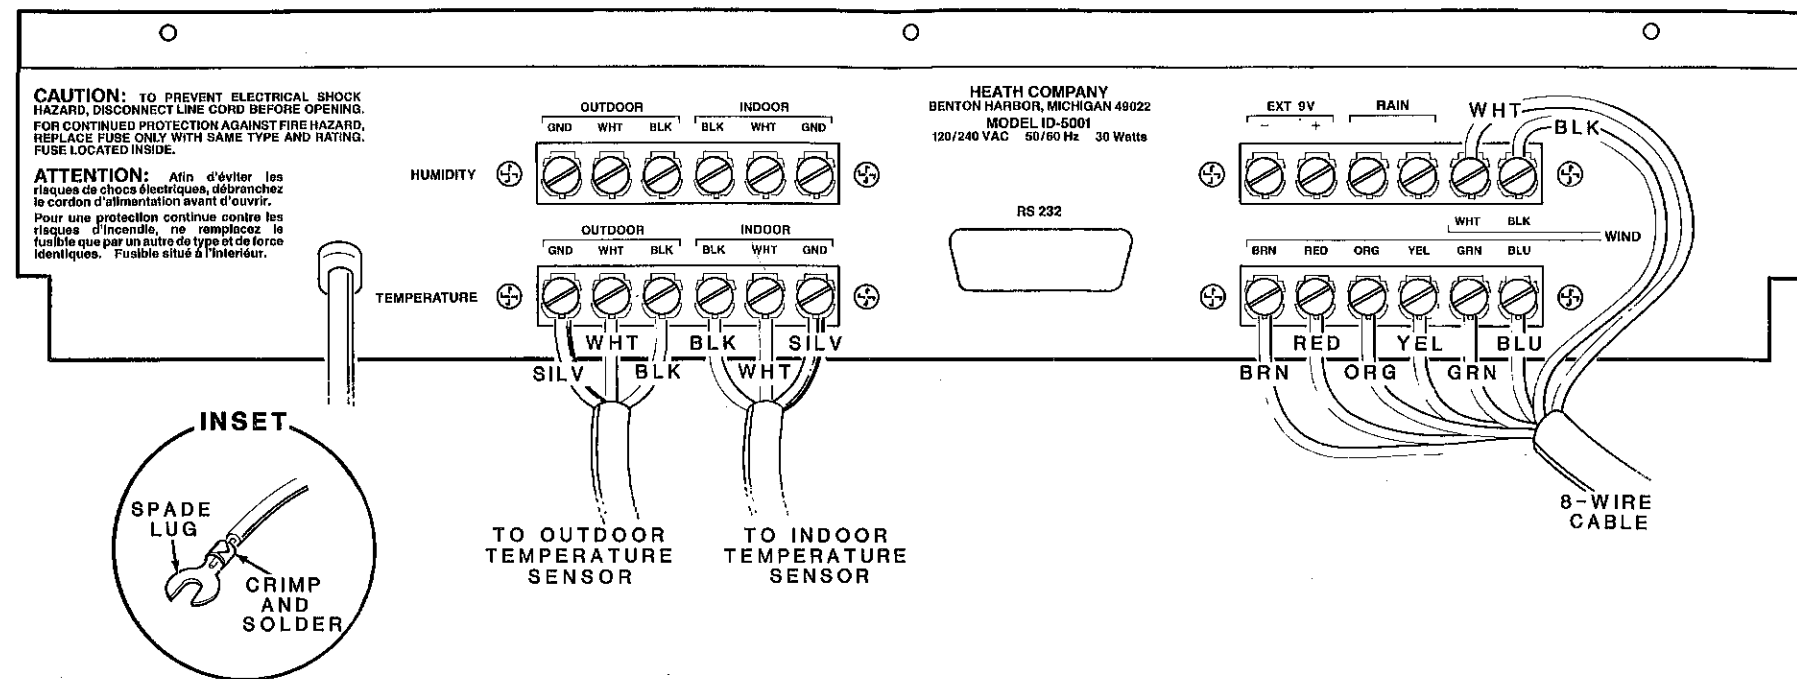 CAUTION: TO PREVENT ELECTRICAL SHOCK
HAZARD, DISCONNECT LINE CORD BEFORE OPENING.
FOR CONTINUED PROTECTION AGAINST FIRE HAZARD,
REPLACE FUSE ONLY WITH SAME TYPE AND RATING.
FUSE LOCATED INSIDE.
ATTENTION: Afin d'éviter les
risques de chocs électriques, débranchez
le cordon d'alimentation avant d'ouvrir.
Pour une protection continue contre les
risques d'incendie, ne remplacez le
fusible que par un autre de type et de force
identiques. Fusible situé à l'interiéur.
OUTDOOR INDOOR
GND WHT BLK BLK WHT GND
HUMIDITY
OUTDOOR INDOOR
GND WHT BLK BLK WHT GND
TEMPERATURE
WHT BLK SILV
SILV BLK WHT
TO OUTDOOR
TEMPERATURE
SENSOR
TO INDOOR
TEMPERATURE
SENSOR
HEATH COMPANY
BENTON HARBOR, MICHIGAN 49022
MODEL ID-5001
120/240 VAC 50/60 Hz 30 Watts
RS 232
EXT 9V RAIN
- +
WHT
BLK
WHT BLK
WIND
BRN RED ORG YEL GRN BLU
RED YEL BLU
BRN ORG GRN
8-WIRE
CABLE
INSET
SPADE
LUG
CRIMP
AND
SOLDER